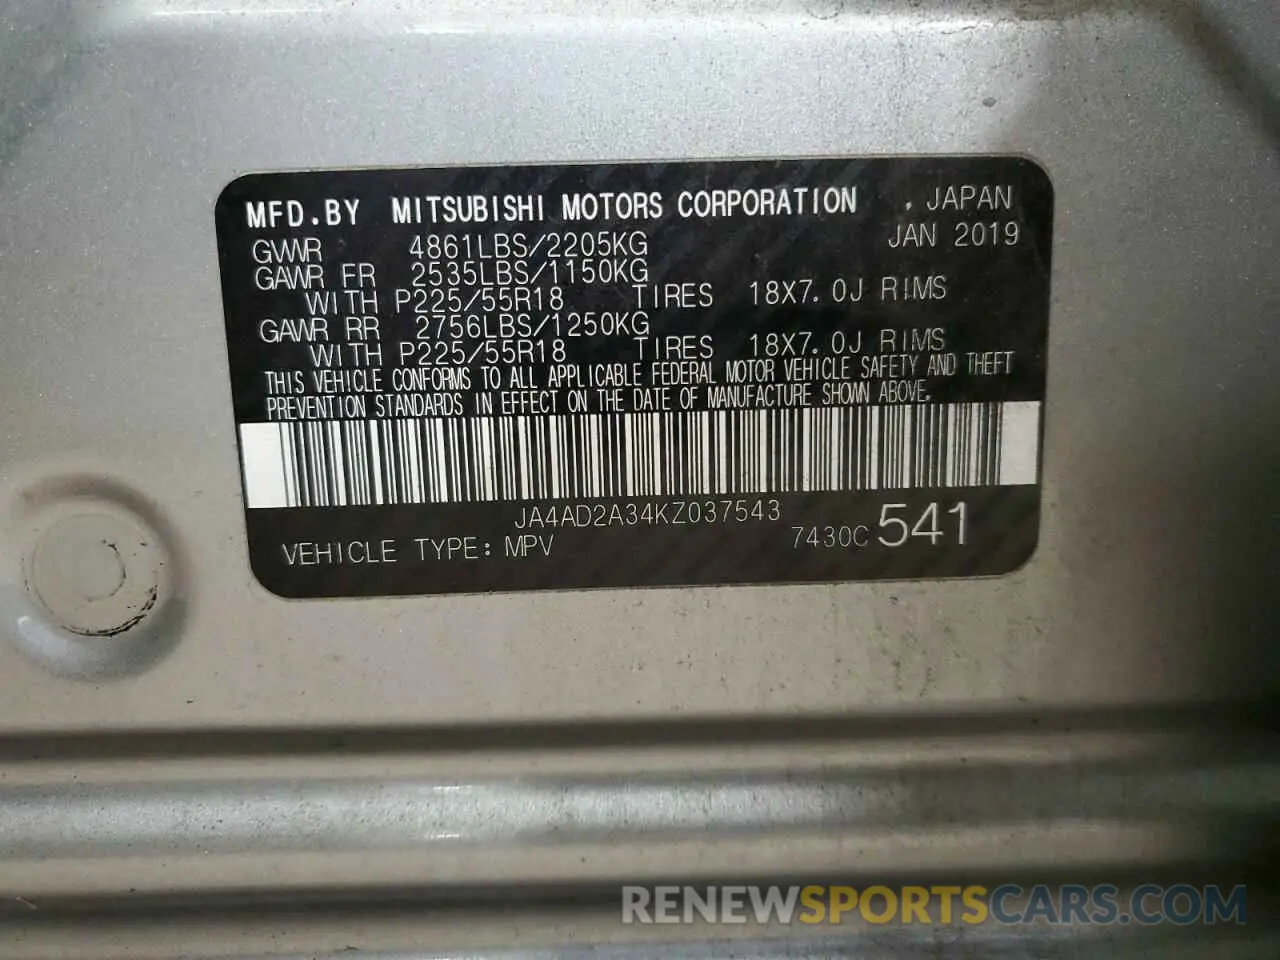 MFD.BY MITSUBISHI MOTORS CORPORATION , JAPAN
GVWR 4861LBS/2205KG JAN 2019
GAWR FR 2535LBS/1150KG
WITH P225/55R18 TIRES 18X7.0J RIMS
GAWR RR 2756LBS/1250KG
WITH P225/55R18 TIRES 18X7.0J RIMS
THIS VEHICLE CONFORMS TO ALL APPLICABLE FEDERAL MOTOR VEHICLE SAFETY AND THEFT
PREVENTION STANDARDS IN EFFECT ON THE DATE OF MANUFACTURE SHOWN ABOVE.
JA4AD2A34KZ037543
VEHICLE TYPE: MPV 7430C 541
RENEWSPORTSCARS.COM